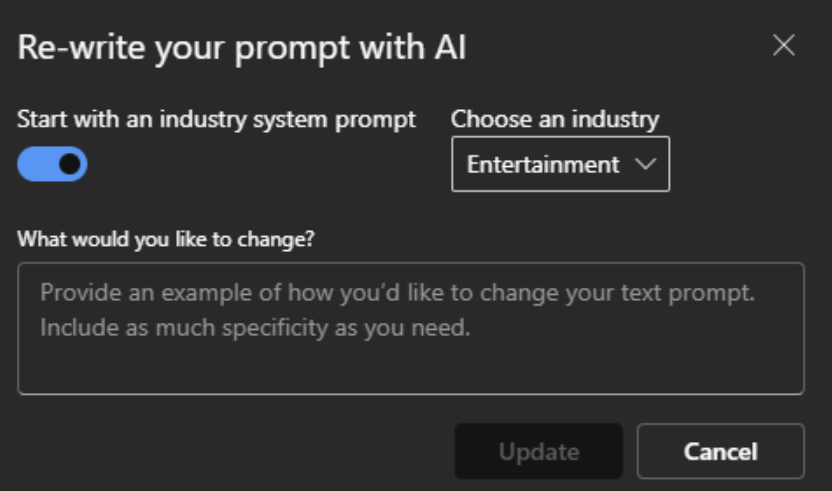 Re-write your prompt with AI
Start with an industry system prompt
Choose an industry
Entertainment
What would you like to change?
Provide an example of how you’d like to change your text prompt.
Include as much specificity as you need.
Update
Cancel